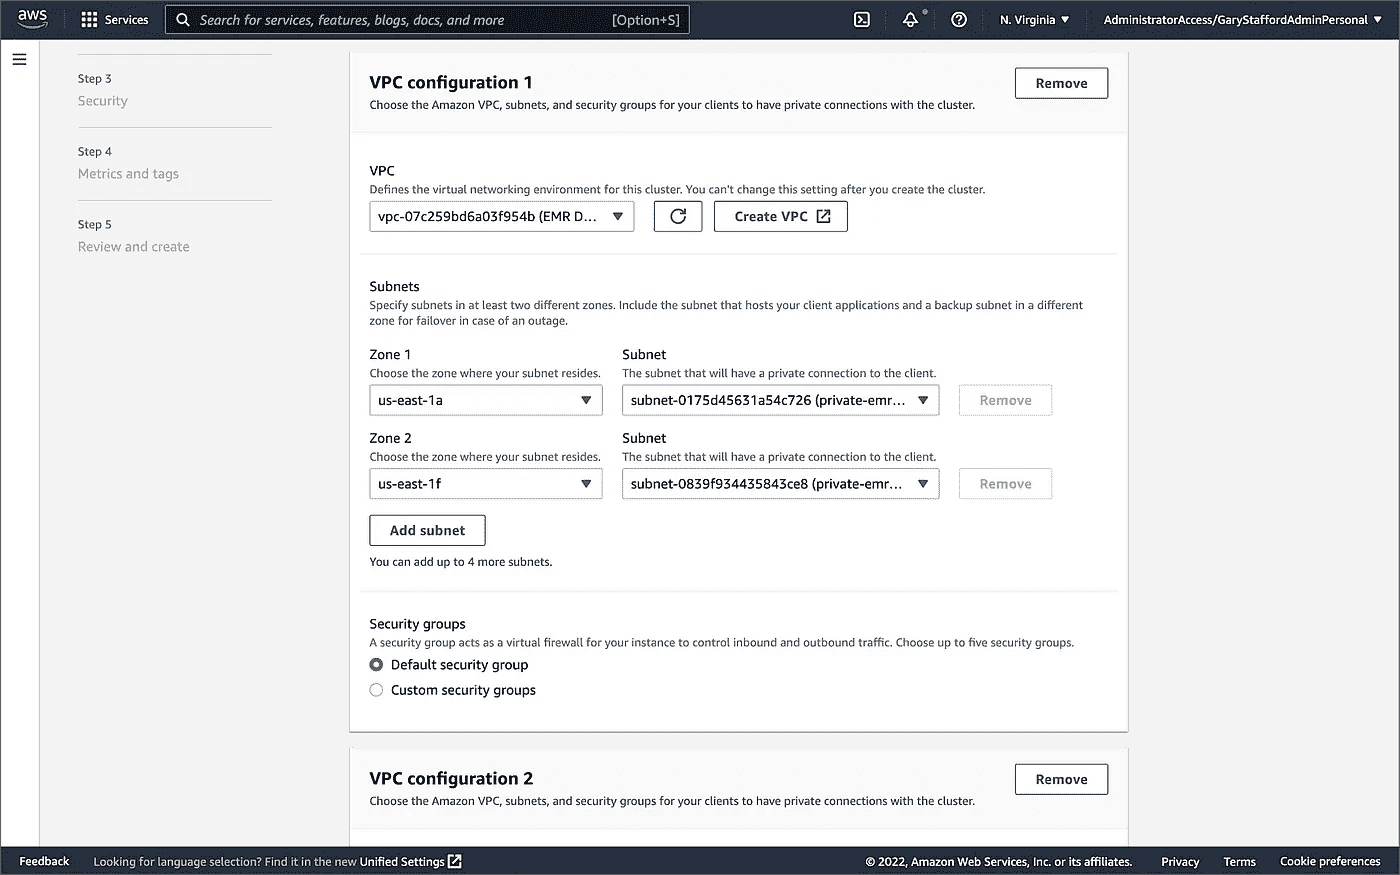 aws
Services
Search for services, features, blogs, docs, and more [Option+S]
N. Virginia
AdministratorAccess/GaryStaffordAdminPersonal
Step 3
Security
Step 4
Metrics and tags
Step 5
Review and create
VPC configuration 1
Remove
Choose the Amazon VPC, subnets, and security groups for your clients to have private connections with the cluster.
VPC
Defines the virtual networking environment for this cluster. You can't change this setting after you create the cluster.
vpc-07c259bd6a03f954b (EMR D...
Create VPC
Subnets
Specify subnets in at least two different zones. Include the subnet that hosts your client applications and a backup subnet in a different
zone for failover in case of an outage.
Zone 1 Subnet
Choose the zone where your subnet resides. The subnet that will have a private connection to the client.
us-east-1a subnet-0175d45631a54c726 (private-emr... Remove
Zone 2 Subnet
Choose the zone where your subnet resides. The subnet that will have a private connection to the client.
us-east-1f subnet-0839f934435843ce8 (private-emr... Remove
Add subnet
You can add up to 4 more subnets.
Security groups
A security group acts as a virtual firewall for your instance to control inbound and outbound traffic. Choose up to five security groups.
Default security group
Custom security groups
VPC configuration 2
Remove
Choose the Amazon VPC, subnets, and security groups for your clients to have private connections with the cluster.
Feedback Looking for language selection? Find it in the new Unified Settings © 2022, Amazon Web Services, Inc. or its affiliates. Privacy Terms Cookie preferences